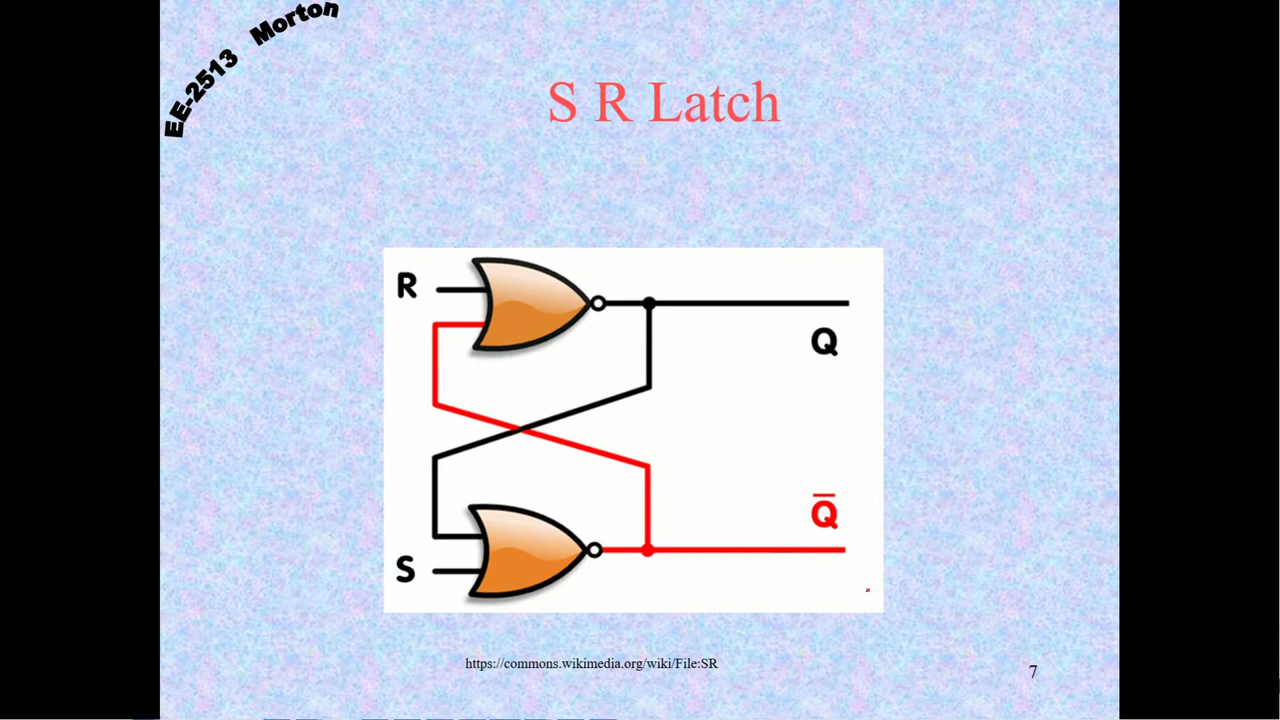 EE-2513 Morton
S R Latch
R
Q
Q̅
S
https://commons.wikimedia.org/wiki/File:SR
7